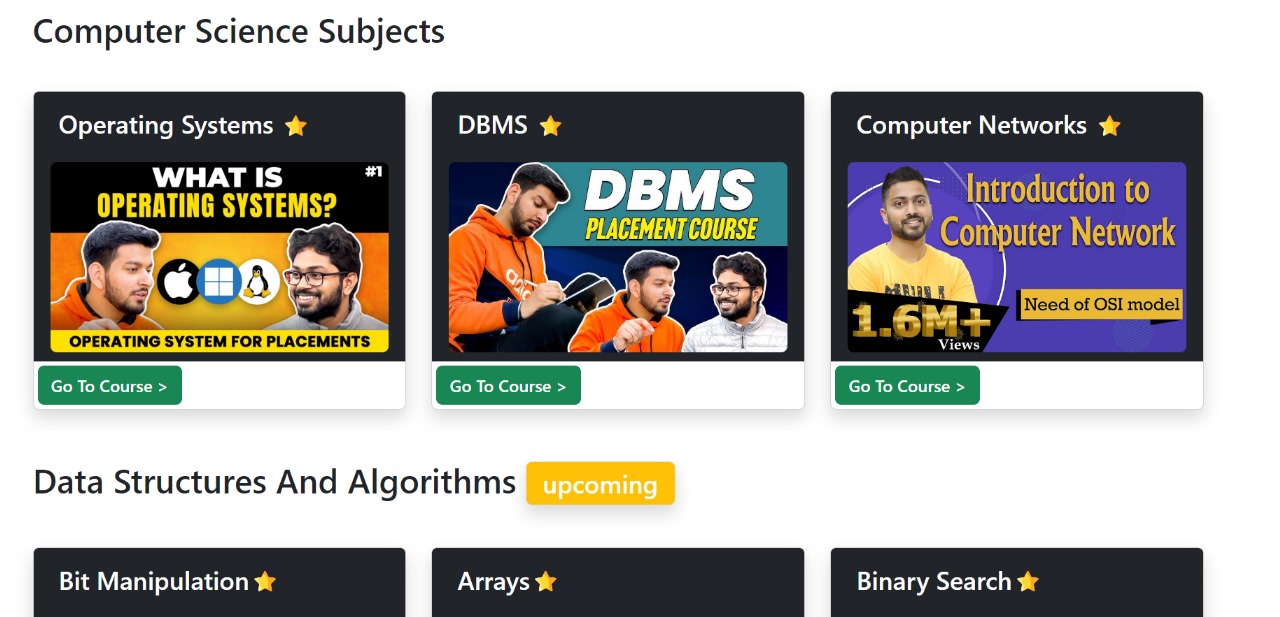 Computer Science Subjects
Operating Systems ⭐
DBMS ⭐
Computer Networks ⭐
WHAT IS
#1
OPERATING SYSTEMS?
OPERATING SYSTEM FOR PLACEMENTS
DBMS
PLACEMENT COURSE
Introduction to
Computer Network
Need of OSI model
1.6M+
Views
Go To Course >
Go To Course >
Go To Course >
Data Structures And Algorithms upcoming
Bit Manipulation⭐
Arrays⭐
Binary Search⭐